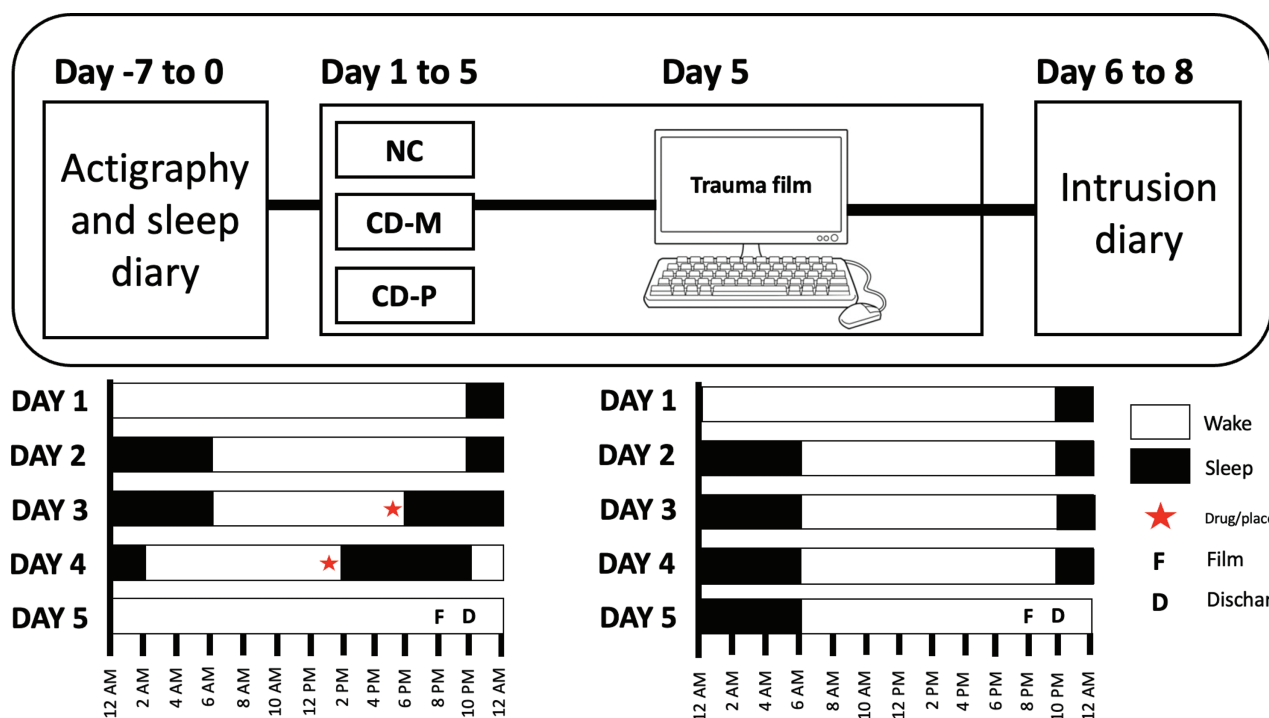 Day -7 to 0
Day 1 to 5
Day 5
Day 6 to 8
Actigraphy
and sleep
diary
NC
CD-M
CD-P
Trauma film
Intrusion
diary
DAY 1
DAY 2
DAY 3
DAY 4
DAY 5
F D
12 AM
2 AM
4 AM
6 AM
8 AM
10 AM
12 PM
2 PM
4 PM
6 PM
8 PM
10 PM
12 AM
DAY 1
DAY 2
DAY 3
DAY 4
DAY 5
F D
12 AM
2 AM
4 AM
6 AM
8 AM
10 AM
12 PM
2 PM
4 PM
6 PM
8 PM
10 PM
12 AM
Wake
Sleep
Drug/place
F Film
D Dischar